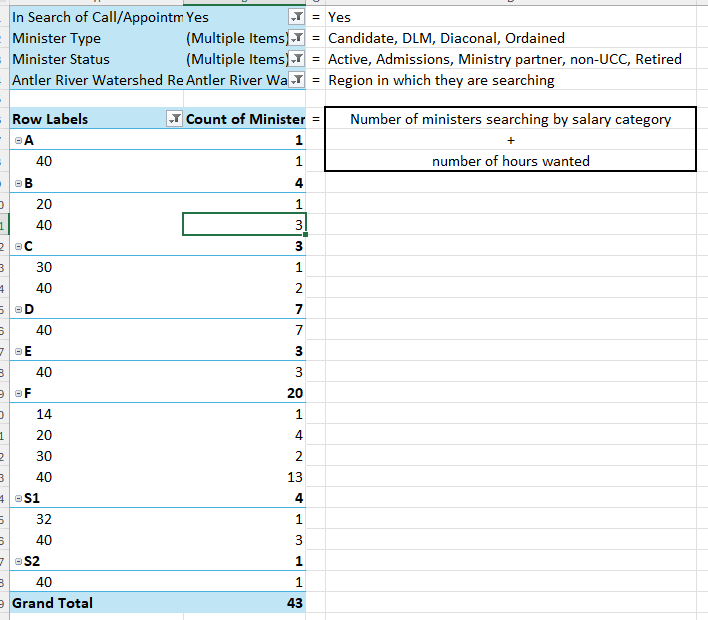 In Search of Call/Appointm Yes = Yes
Minister Type (Multiple Items) = Candidate, DLM, Diaconal, Ordained
Minister Status (Multiple Items) = Active, Admissions, Ministry partner, non-UCC, Retired
Antler River Watershed Re Antler River Wa = Region in which they are searching
Row Labels Count of Minister = Number of ministers searching by salary category
A 1 +
40 1 number of hours wanted
B 4
20 1
40 3
C 3
30 1
40 2
D 7
40 7
E 3
40 3
F 20
14 1
20 4
30 2
40 13
S1 4
32 1
40 3
S2 1
40 1
Grand Total 43